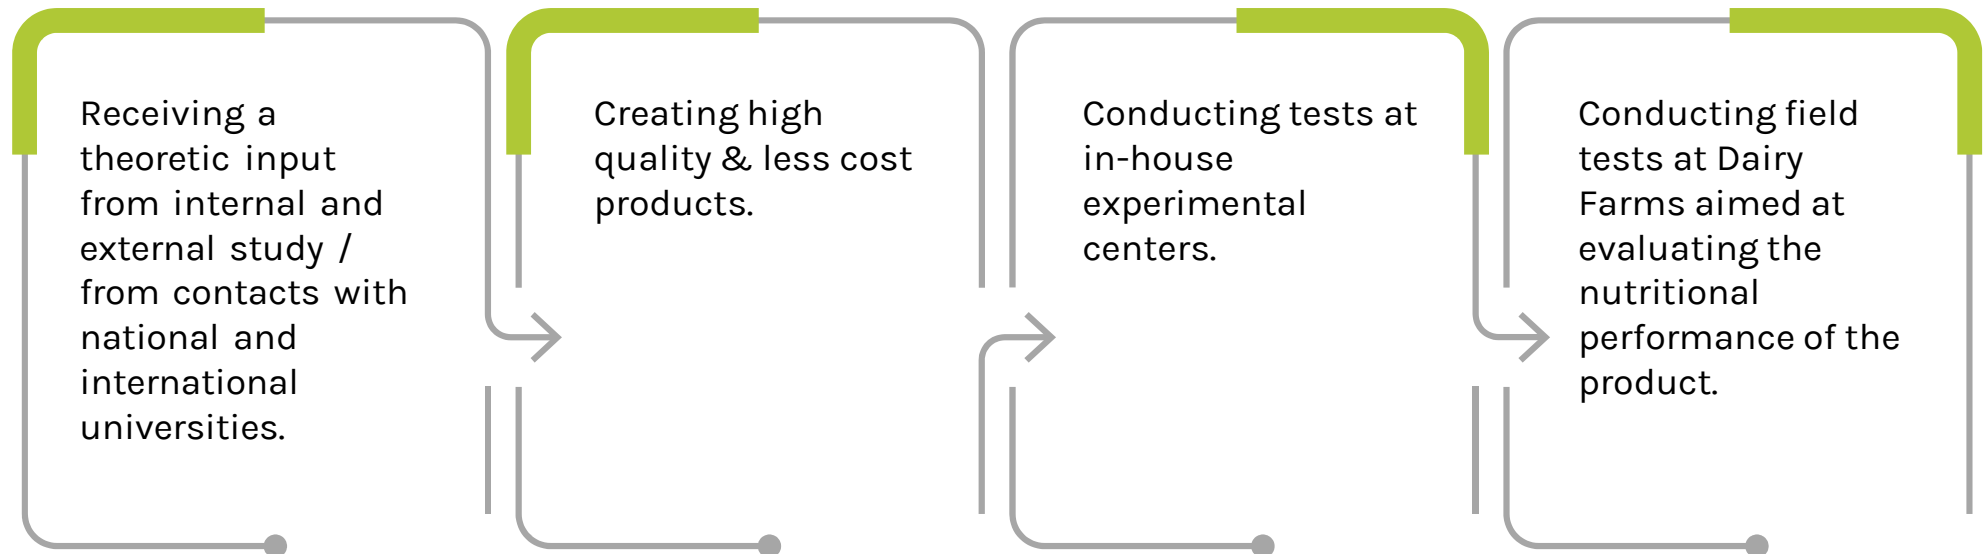 Receiving a
theoretic input
from internal and
external study /
from contacts with
national and
international
universities.
Creating high
quality & less cost
products.
Conducting tests at
in-house
experimental
centers.
Conducting field
tests at Dairy
Farms aimed at
evaluating the
nutritional
performance of the
product.